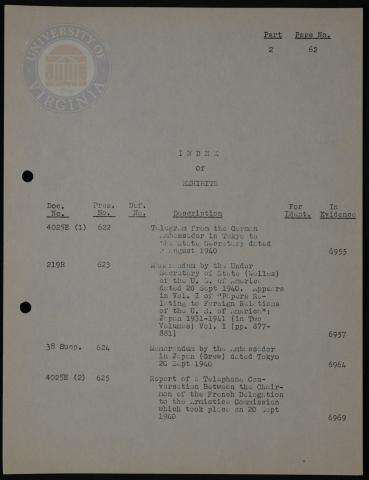 UNIVERSITY OF VIRGINIA
Part Page No.
2 62
INDEX
of
EXHIBITS
Doc. No. Pros. No. Def. No. Description For Ident. In Evidence
4025E (1) 622 Telegram from the German
Ambassador in Tokyo to
the State Secretary dated
August 1940 6955
219R 623 Memorandum by the Under
Secretary of State (Welles)
of the U. S. of America
dated 20 Sept 1940. Appears
in Vol. I of "Papers Re-
lating to Foreign Relations
of the U. S. of America":
Japan 1931-1941 (in Two
Volumes) Vol. I (pp. 877-
881) 6957
38 Supp. 624 Memorandum by the Ambassador
in Japan (Grew) dated Tokyo
20 Sept 1940 6964
4025E (2) 625 Report of a Telephone Con-
versation Between the Chair-
man of the French Delegation
to the Armistice Commission
which took place on 20 Sept
1940 6969